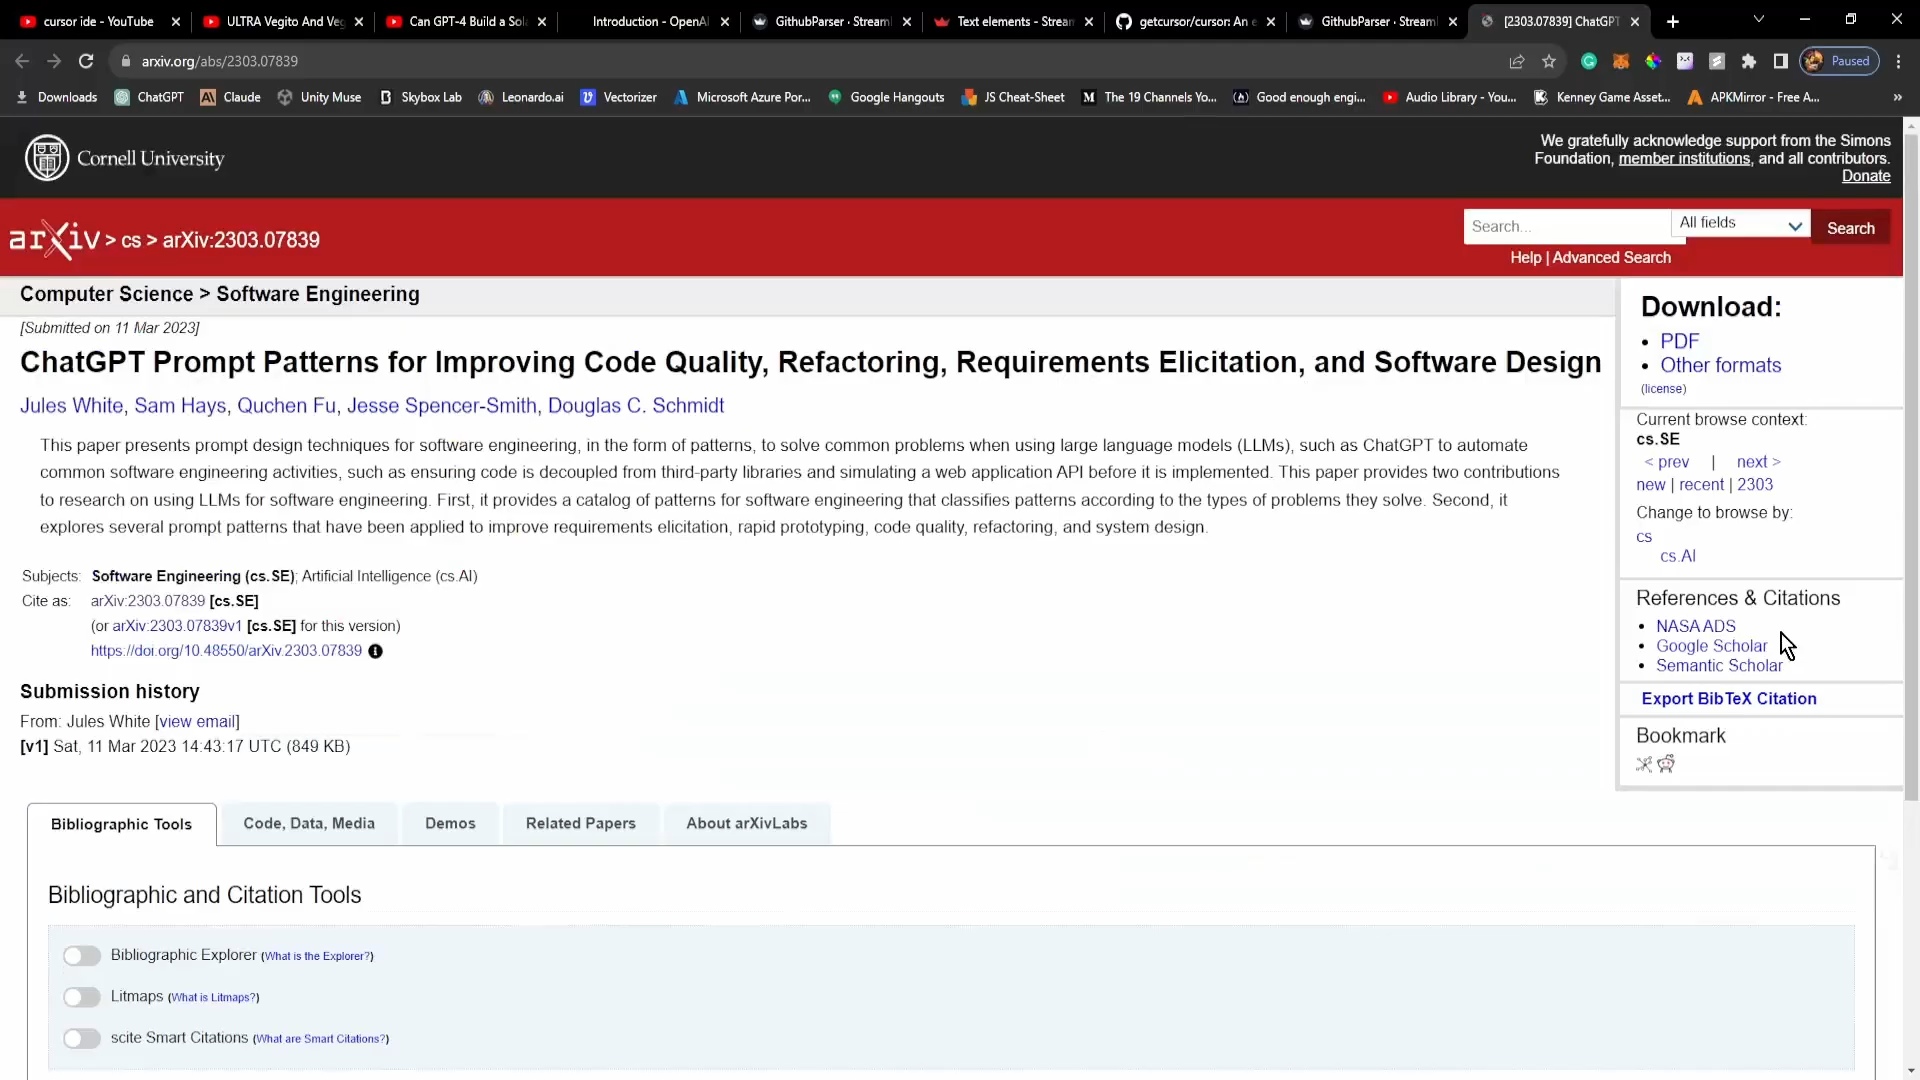 cursor ide - YouTube
ULTRA Vegito And Veg
Can GPT-4 Build a Sol
Introduction - OpenAI
GithubParser · Streaml
Text elements - Stream
getcursor/cursor: An e
GithubParser · Streaml
[2303.07839] ChatGPT
arxiv.org/abs/2303.07839
Paused
Downloads
ChatGPT
Claude
Unity Muse
Skybox Lab
Leonardo.ai
Vectorizer
Microsoft Azure Por...
Google Hangouts
JS Cheat-Sheet
The 19 Channels Yo...
Good enough engi...
Audio Library - You...
Kenney Game Asset...
APKMirror - Free A...
Cornell University
We gratefully acknowledge support from the Simons
Foundation, member institutions, and all contributors.
Donate
arXiv > cs > arXiv:2303.07839
Search...
All fields
Search
Help | Advanced Search
Computer Science > Software Engineering
[Submitted on 11 Mar 2023]
ChatGPT Prompt Patterns for Improving Code Quality, Refactoring, Requirements Elicitation, and Software Design
Jules White, Sam Hays, Quchen Fu, Jesse Spencer-Smith, Douglas C. Schmidt
This paper presents prompt design techniques for software engineering, in the form of patterns, to solve common problems when using large language models (LLMs), such as ChatGPT to automate
common software engineering activities, such as ensuring code is decoupled from third-party libraries and simulating a web application API before it is implemented. This paper provides two contributions
to research on using LLMs for software engineering. First, it provides a catalog of patterns for software engineering that classifies patterns according to the types of problems they solve. Second, it
explores several prompt patterns that have been applied to improve requirements elicitation, rapid prototyping, code quality, refactoring, and system design.
Subjects: Software Engineering (cs.SE); Artificial Intelligence (cs.AI)
Cite as: arXiv:2303.07839 [cs.SE]
(or arXiv:2303.07839v1 [cs.SE] for this version)
https://doi.org/10.48550/arXiv.2303.07839
Submission history
From: Jules White [view email]
[v1] Sat, 11 Mar 2023 14:43:17 UTC (849 KB)
Download:
PDF
Other formats
(license)
Current browse context:
cs.SE
< prev | next >
new | recent | 2303
Change to browse by:
cs
cs.AI
References & Citations
NASA ADS
Google Scholar
Semantic Scholar
Export BibTeX Citation
Bookmark
Bibliographic Tools
Code, Data, Media
Demos
Related Papers
About arXivLabs
Bibliographic and Citation Tools
Bibliographic Explorer (What is the Explorer?)
Litmaps (What is Litmaps?)
scite Smart Citations (What are Smart Citations?)